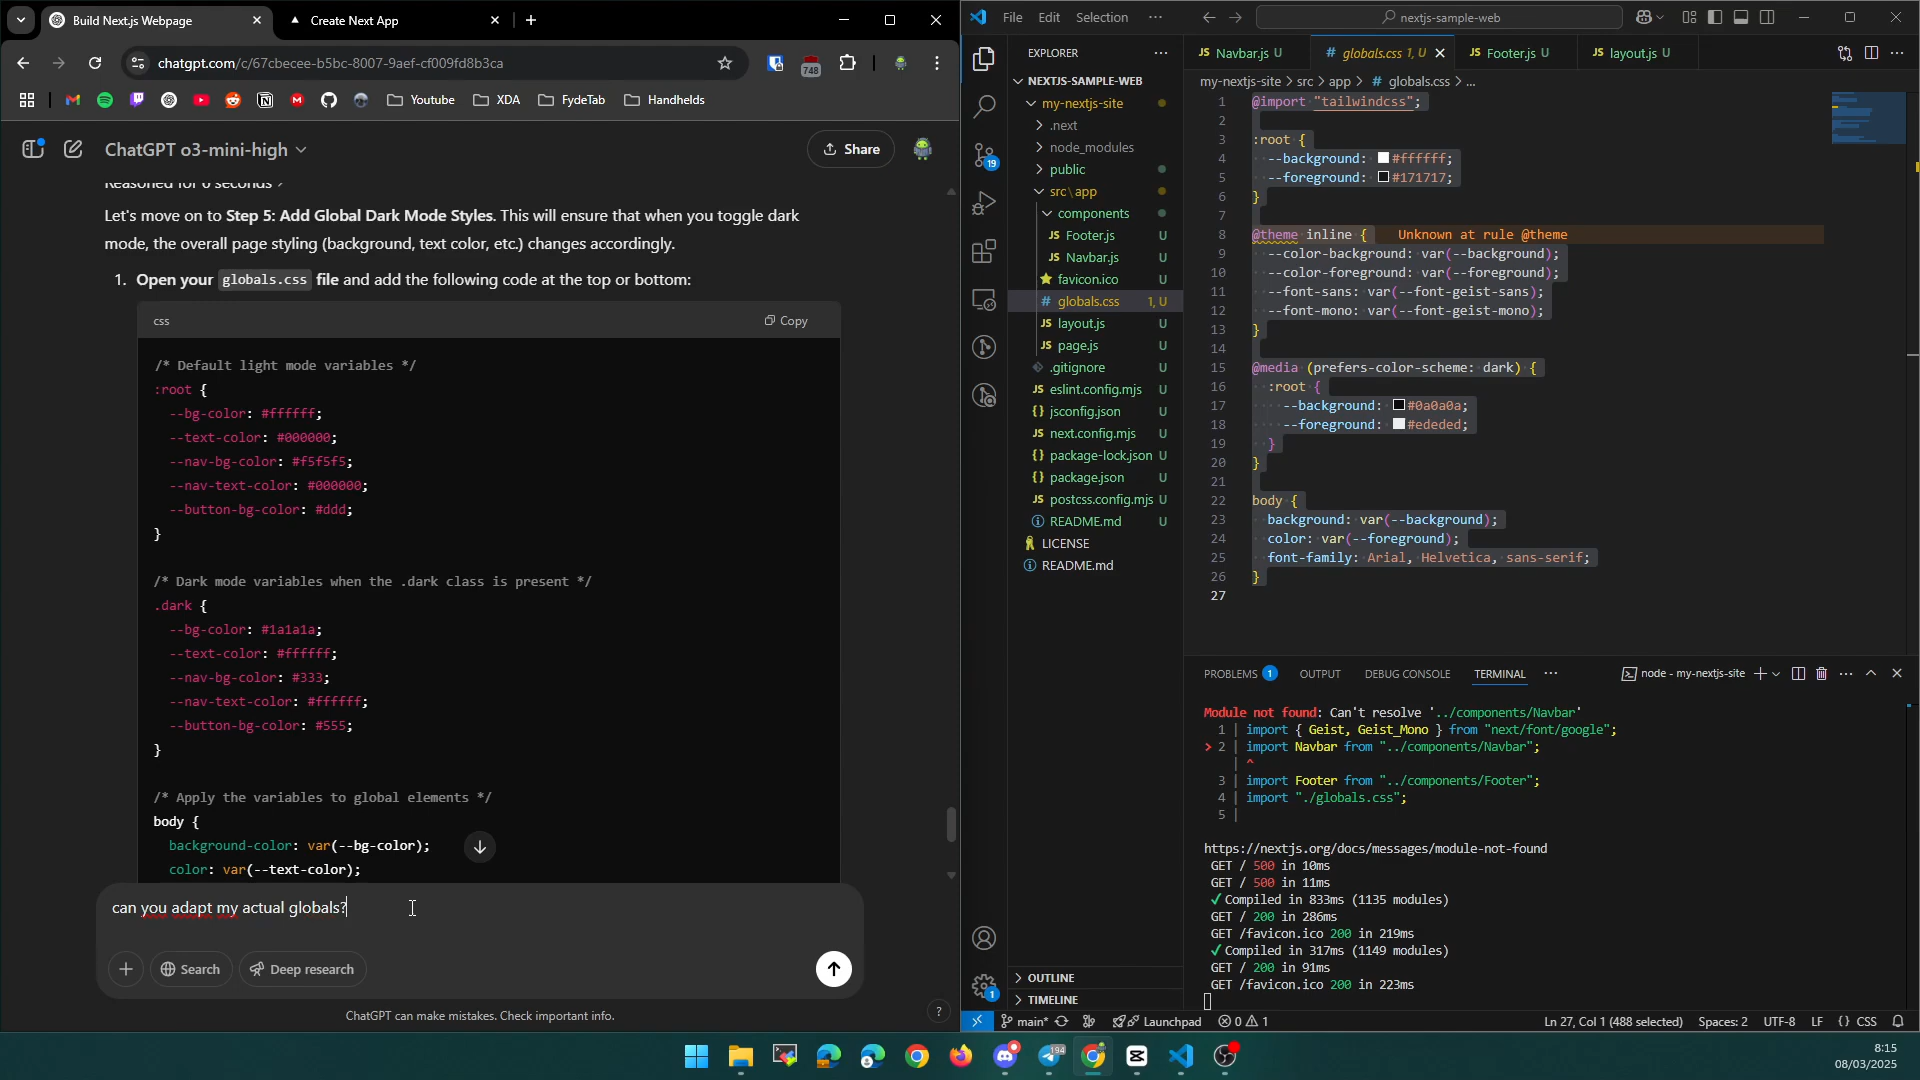 Build Next.js Webpage
Create Next App
chatgpt.com/c/67cbecee-b5bc-8007-9aef-cf009fd8b3ca
748
Youtube
XDA
FydeTab
Handhelds
ChatGPT o3-mini-high
Share
Reasoned for 6 seconds
Let's move on to Step 5: Add Global Dark Mode Styles. This will ensure that when you toggle dark
mode, the overall page styling (background, text color, etc.) changes accordingly.
1. Open your globals.css file and add the following code at the top or bottom:
css
Copy
/* Default light mode variables */
:root {
--bg-color: #ffffff;
--text-color: #000000;
--nav-bg-color: #f5f5f5;
--nav-text-color: #000000;
--button-bg-color: #ddd;
}
/* Dark mode variables when the .dark class is present */
.dark {
--bg-color: #1a1a1a;
--text-color: #ffffff;
--nav-bg-color: #333;
--nav-text-color: #ffffff;
--button-bg-color: #555;
}
/* Apply the variables to global elements */
body {
background-color: var(--bg-color);
color: var(--text-color);
can you adapt my actual globals?
Search
Deep research
ChatGPT can make mistakes. Check important info.
?
File Edit Selection ···
nextjs-sample-web
EXPLORER
NEXTJS-SAMPLE-WEB
my-nextjs-site
.next
node_modules
public
src\app
components
JS Footer.js U
JS Navbar.js U
favicon.ico U
# globals.css 1, U
JS layout.js U
JS page.js U
.gitignore U
JS eslint.config.mjs U
JS jsconfig.json U
JS next.config.mjs U
{} package-lock.json U
{} package.json U
JS postcss.config.mjs U
README.md U
LICENSE
README.md
OUTLINE
TIMELINE
19
1
JS Navbar.js U
# globals.css 1, U
JS Footer.js U
JS layout.js U
my-nextjs-site > src > app > # globals.css > ...
1 @import "tailwindcss";
2
3 :root {
4 --background: #ffffff;
5 --foreground: #171717;
6 }
7
8 @theme inline { Unknown at rule @theme
9 --color-background: var(--background);
10 --color-foreground: var(--foreground);
11 --font-sans: var(--font-geist-sans);
12 --font-mono: var(--font-geist-mono);
13 }
14
15 @media (prefers-color-scheme: dark) {
16 :root {
17 --background: #0a0a0a;
18 --foreground: #ededed;
19 }
20 }
21
22 body {
23 background: var(--background);
24 color: var(--foreground);
25 font-family: Arial, Helvetica, sans-serif;
26 }
27
PROBLEMS 1 OUTPUT DEBUG CONSOLE TERMINAL ··· node - my-nextjs-site
Module not found: Can't resolve '../components/Navbar'
1 | import { Geist, Geist_Mono } from "next/font/google";
> 2 | import Navbar from "../components/Navbar";
| ^
3 | import Footer from "../components/Footer";
4 | import "./globals.css";
5 |
https://nextjs.org/docs/messages/module-not-found
GET / 500 in 10ms
GET / 500 in 11ms
✓ Compiled in 833ms (1135 modules)
GET / 200 in 286ms
GET /favicon.ico 200 in 219ms
✓ Compiled in 317ms (1149 modules)
GET / 200 in 91ms
GET /favicon.ico 200 in 223ms
main* Launchpad 0 1
Ln 27, Col 1 (488 selected) Spaces: 2 UTF-8 LF {} CSS
194
8:15
08/03/2025